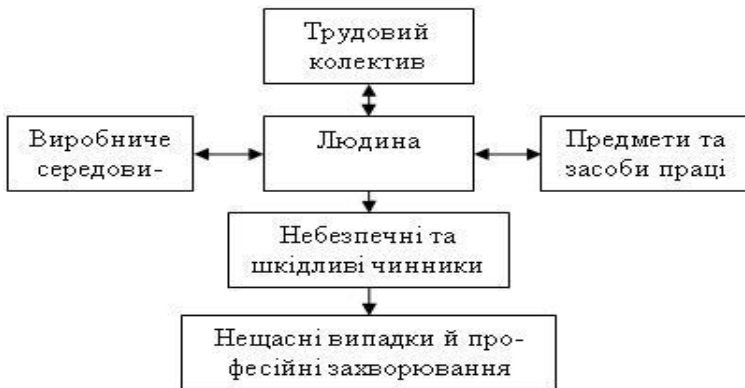 Трудовий
колектив
Виробниче
середови-
Людина
Предмети та
засоби праці
Небезпечні та
шкідливі чинники
Нещасні випадки й про-
фесійні захворювання